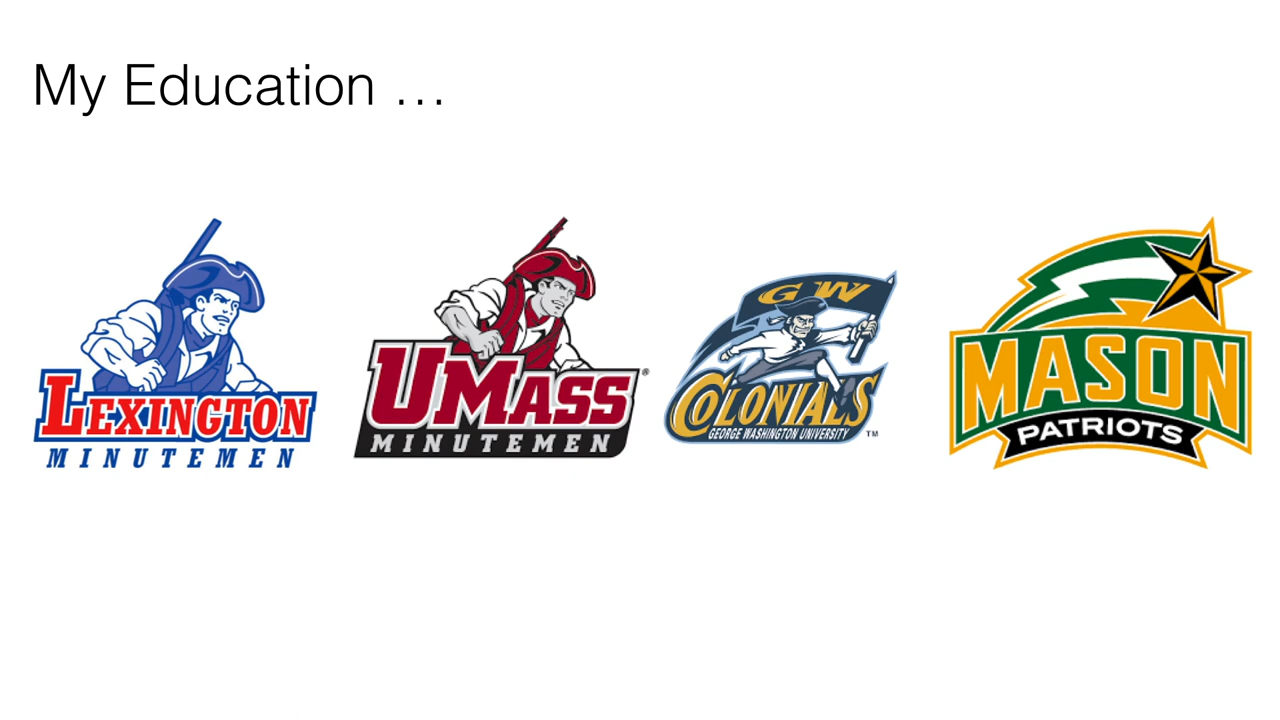 My Education …
LEXINGTON
MINUTEMEN
UMASS
MINUTEMEN
®
GW
COLONIALS
GEORGE WASHINGTON UNIVERSITY
TM
MASON
PATRIOTS